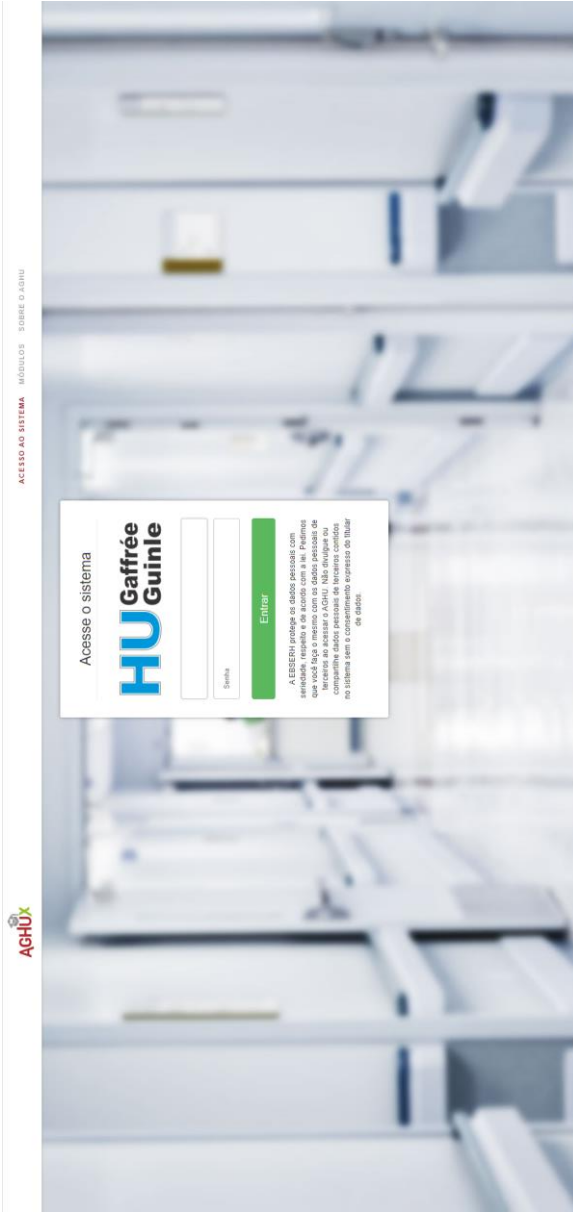 AGHUX
ACESSO AO SISTEMA MÓDULOS SOBRE O AGHU
Acesse o sistema
HU Gaffrée
Guinle
Senha
Entrar
A EBSERH protege os dados pessoais com
seriedade, respeito e de acordo com a lei. Pedimos
que você faça o mesmo com os dados pessoais de
terceiros ao acessar o AGHU. Não divulgue ou
compartilhe dados pessoais de terceiros contidos
no sistema sem o consentimento expresso do titular
de dados.